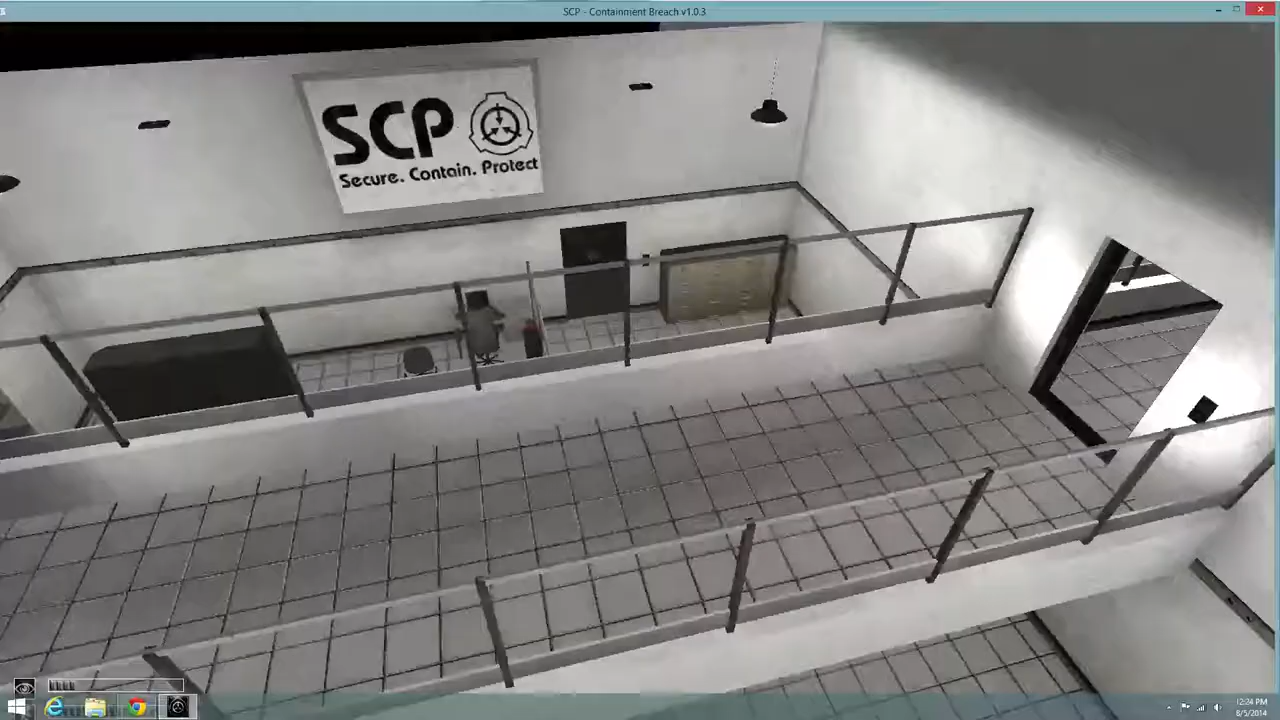 SCP - Containment Breach v1.0.3
SCP
Secure. Contain. Protect
12:24 PM
8/5/2014